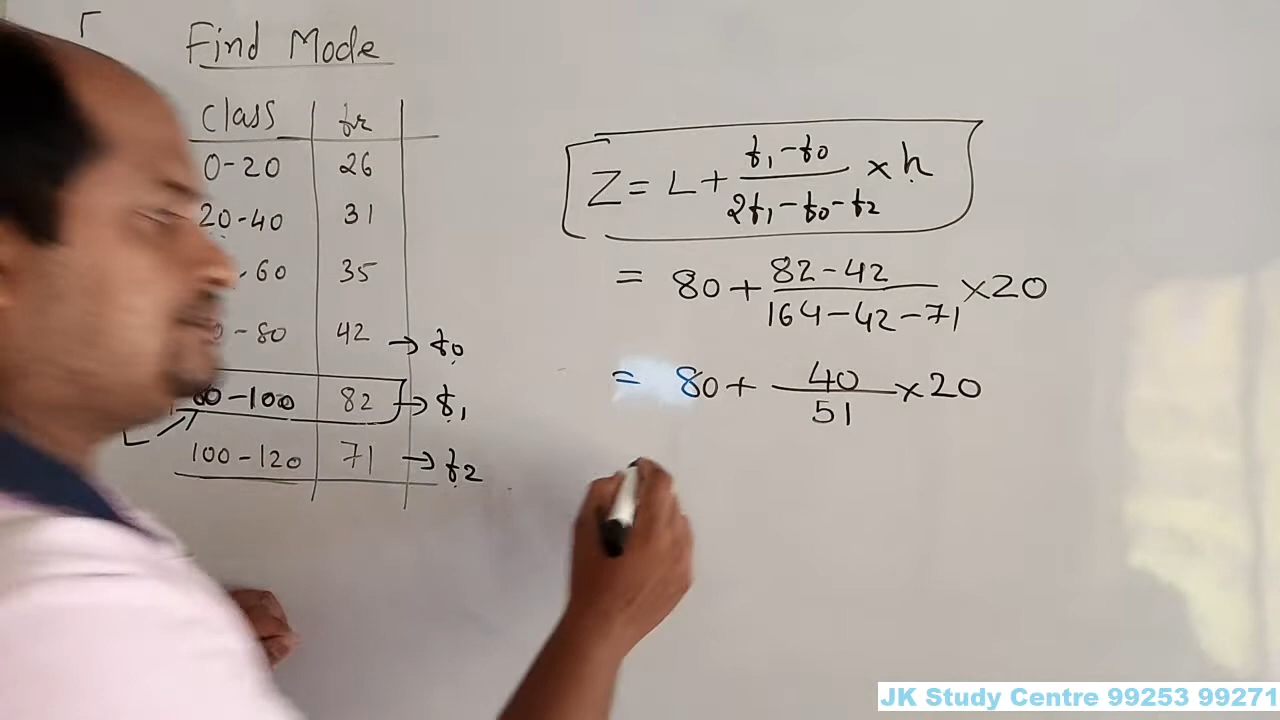 Find Mode
Class fr
0-20 26
20-40 31
-60 35
-80 42 → f0
0-100 82 → f1
100-120 71 → f2
L
Z = L + f1-f0 / 2f1-f0-f2 × h
= 80 + 82-42 / 164-42-71 ×20
= 80 + 40 / 51 ×20
JK Study Centre 99253 99271